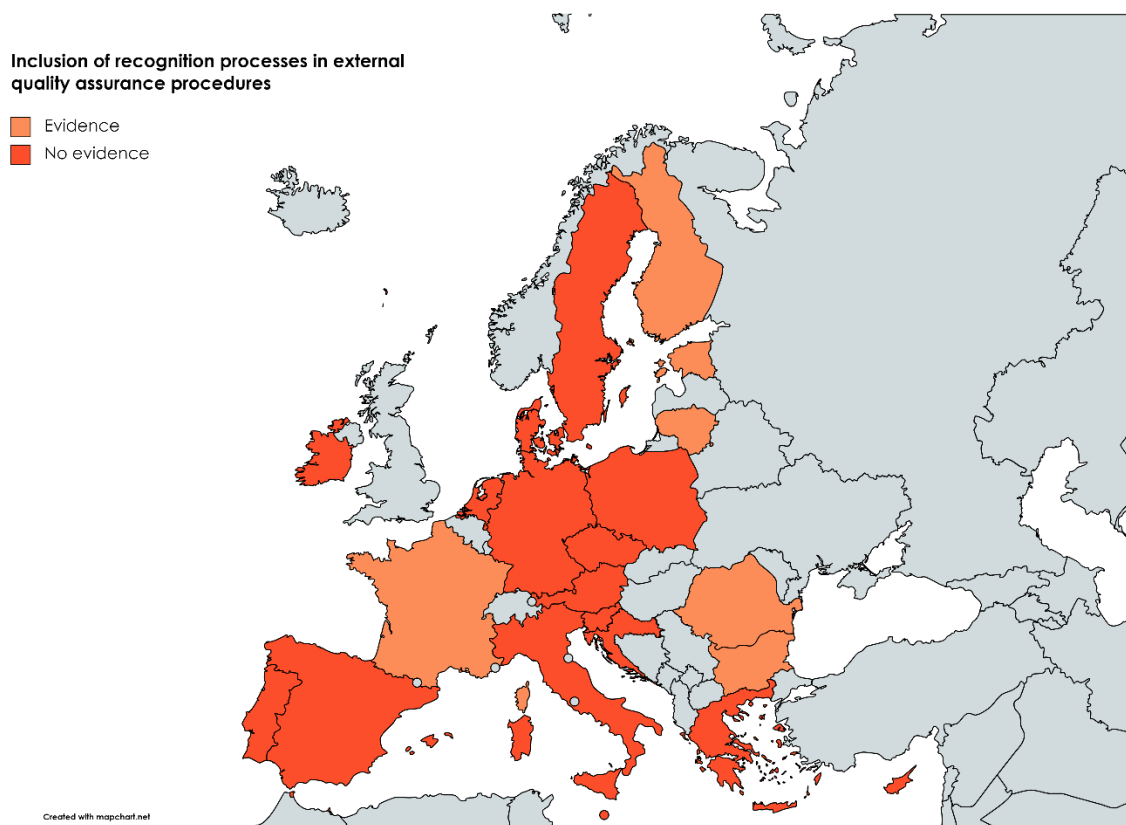 Inclusion of recognition processes in external
quality assurance procedures
Evidence
No evidence
Created with mapchart.net